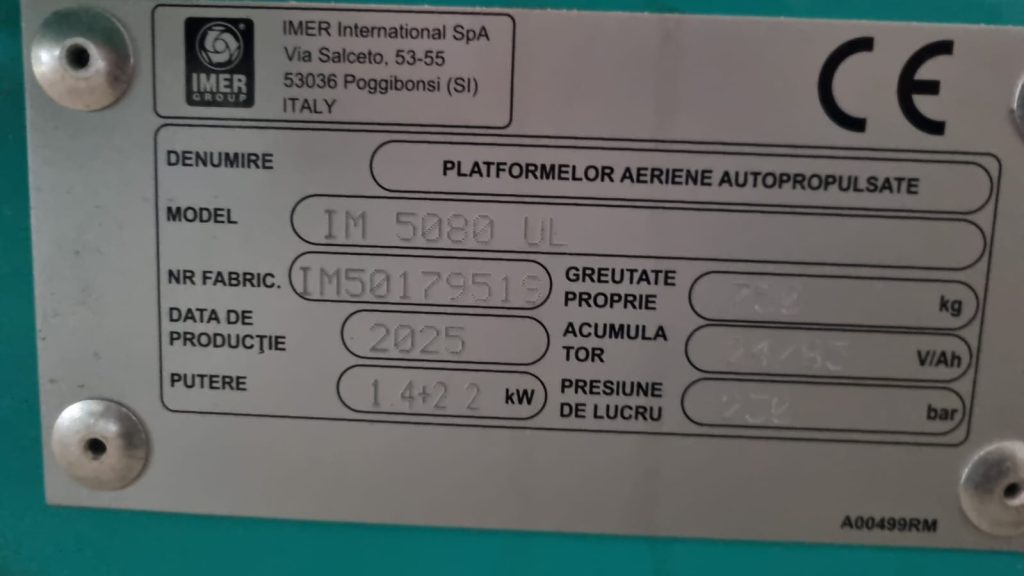 IMER
GROUP
IMER International SpA
Via Salceto, 53-55
53036 Poggibonsi (SI)
ITALY
CE
DENUMIRE PLATFORMELOR AERIENE AUTOPROPULSATE
MODEL IM 5080 UL
NR FABRIC. IM50179519
GREUTATE
PROPRIE kg
DATA DE
PRODUCŢIE 2025
ACUMULA
TOR V/Ah
PUTERE 1.4+2 2 kW
PRESIUNE
DE LUCRU bar
A00499RM